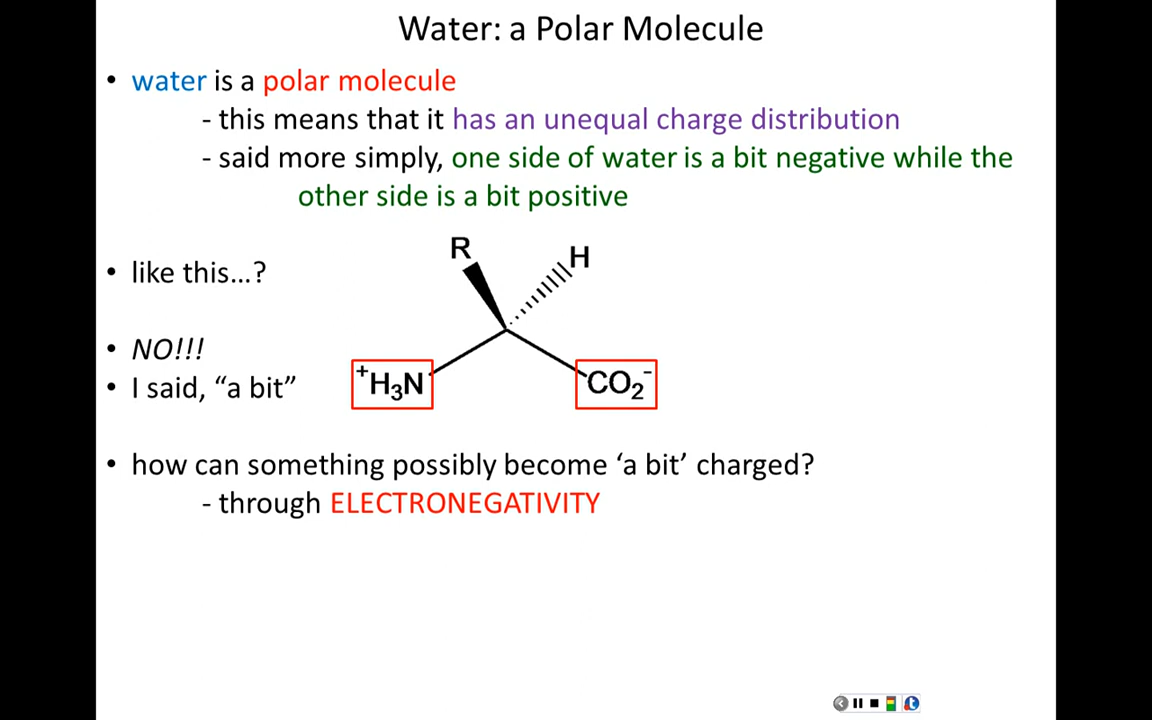 Water: a Polar Molecule
• water is a polar molecule
- this means that it has an unequal charge distribution
- said more simply, one side of water is a bit negative while the
other side is a bit positive
R
H
• like this...?
• NO!!!
⁺H₃N
CO₂⁻
• I said, “a bit”
• how can something possibly become ‘a bit’ charged?
- through ELECTRONEGATIVITY